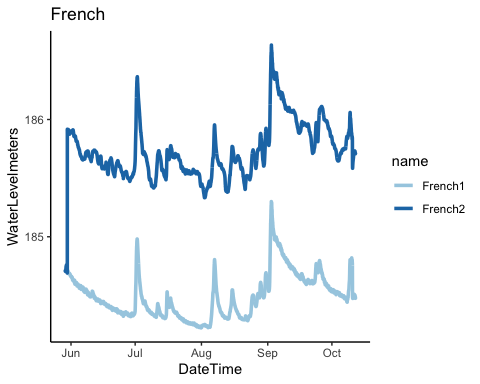 French
WaterLevelmeters
186
185
Jun Jul Aug Sep Oct
DateTime
name
French1
French2